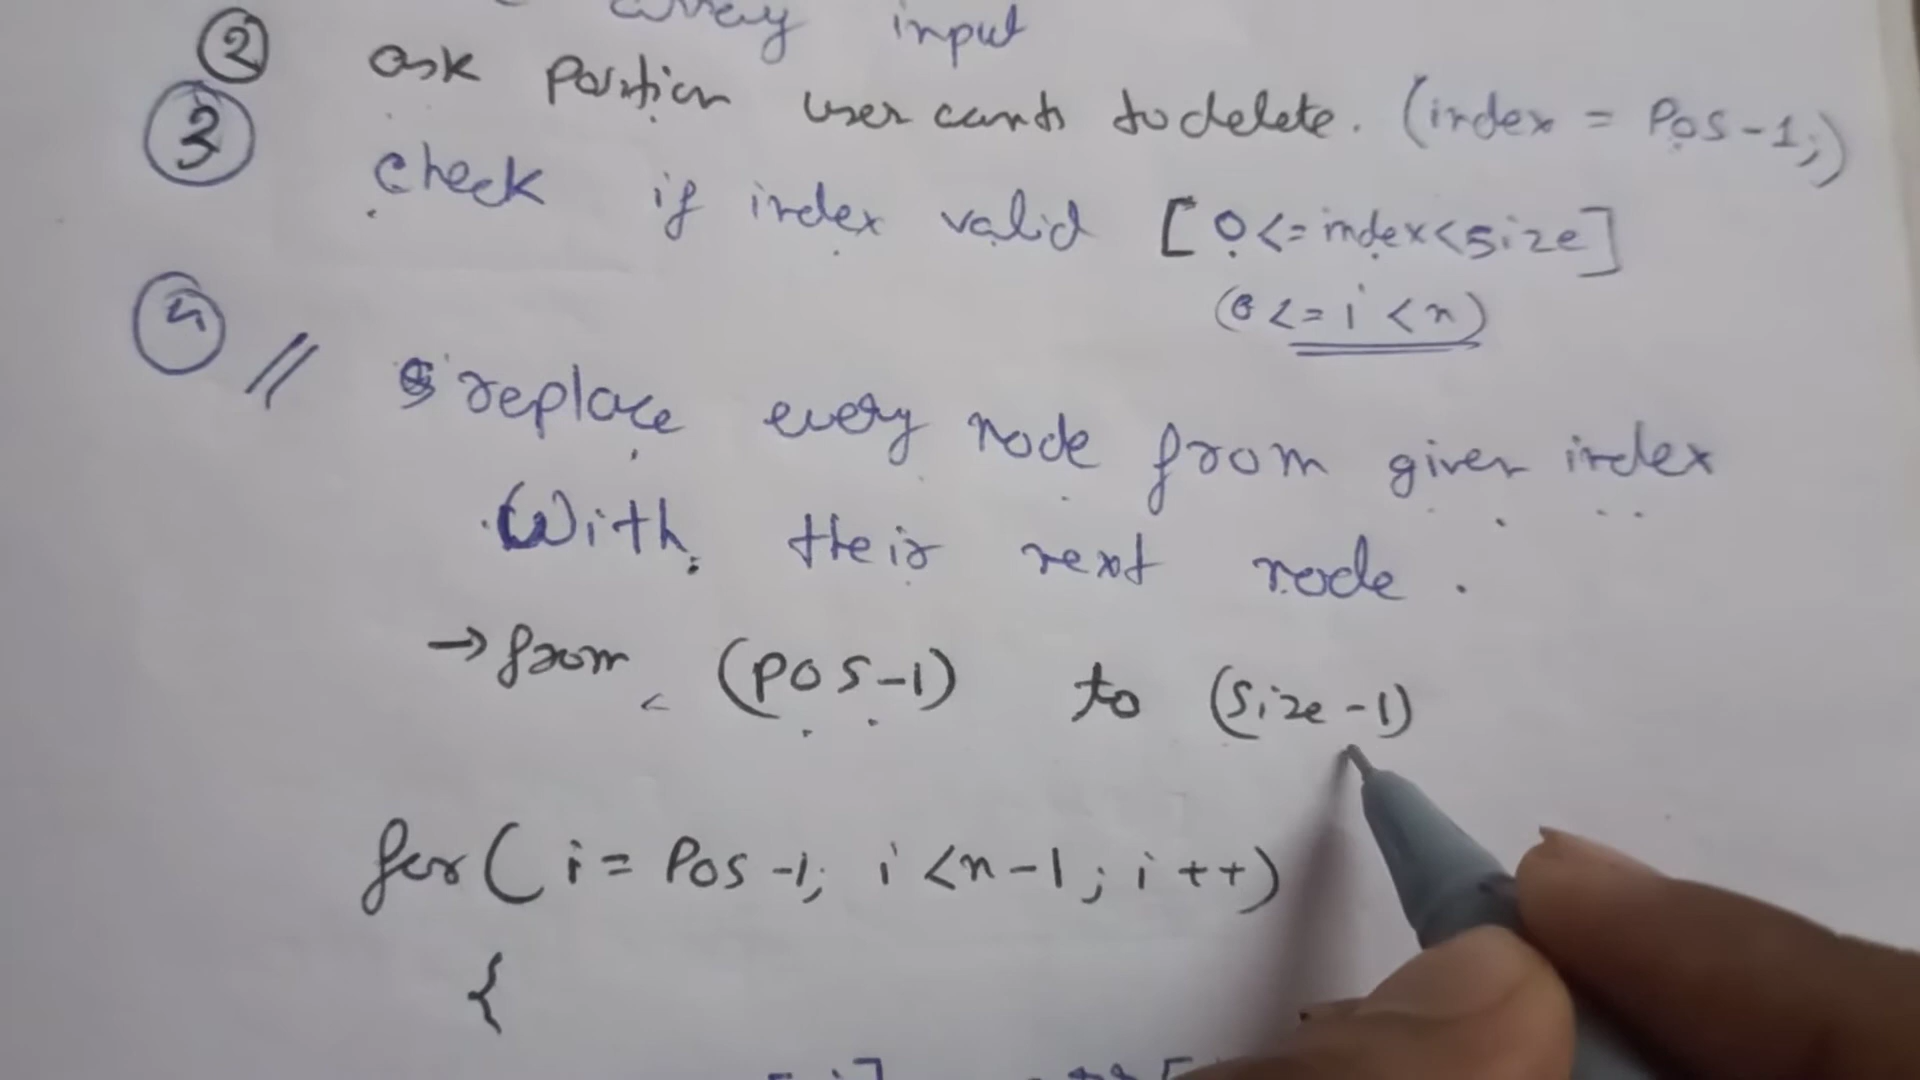 array input
② ask Position user cants to delete. (index = Pos-1;)
③ check if index valid [0<=index<size]
(0<=i<n)
④ // replace every node from given index
With their next node.
→ from (pos-1) to (size-1)
for( i= Pos-1; i<n-1; i++)
{